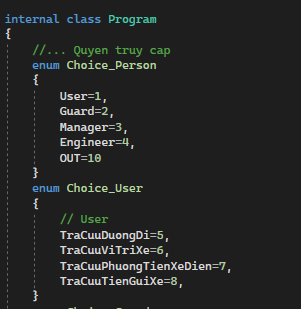 internal class Program
{
//... Quyen truy cap
enum Choice_Person
{
User=1,
Guard=2,
Manager=3,
Engineer=4,
OUT=10
}
enum Choice_User
{
// User
TraCuuDuongDi=5,
TraCuuViTriXe=6,
TraCuuPhuongTienXeDien=7,
TraCuuTienGuiXe=8,
}